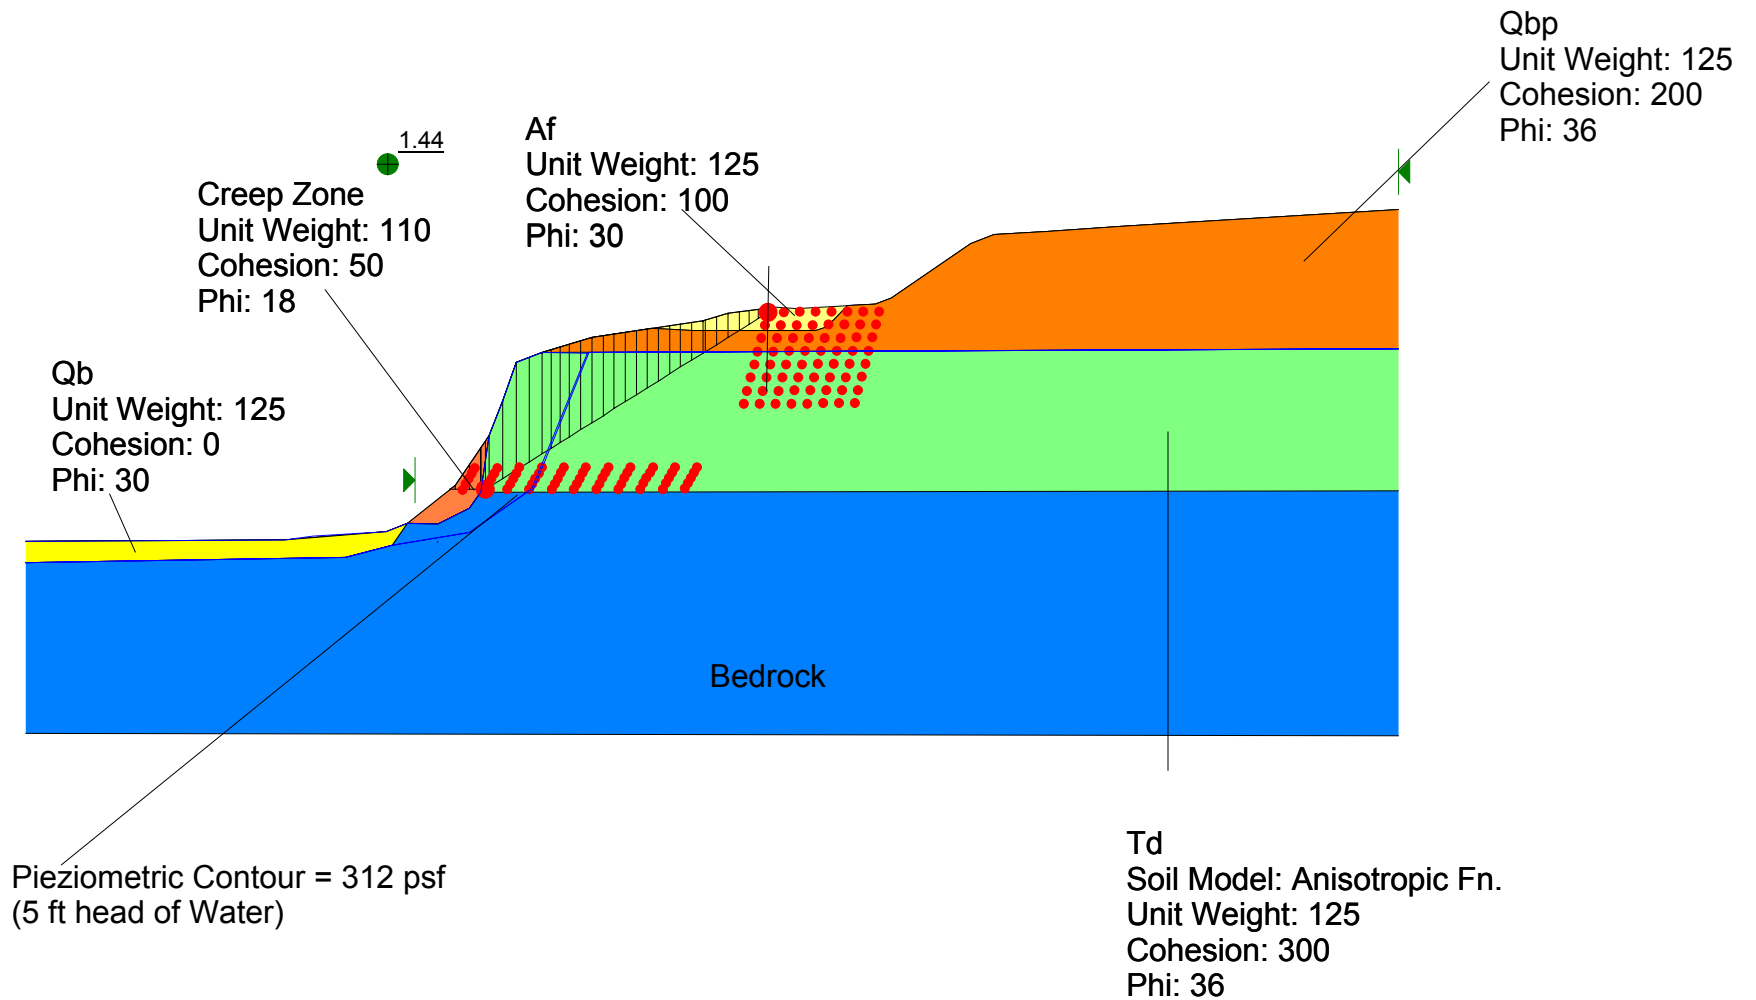 Qbp
Unit Weight: 125
Cohesion: 200
Phi: 36
Af
Unit Weight: 125
Cohesion: 100
Phi: 30
1.44
Creep Zone
Unit Weight: 110
Cohesion: 50
Phi: 18
Qb
Unit Weight: 125
Cohesion: 0
Phi: 30
Bedrock
Pieziometric Contour = 312 psf
(5 ft head of Water)
Td
Soil Model: Anisotropic Fn.
Unit Weight: 125
Cohesion: 300
Phi: 36